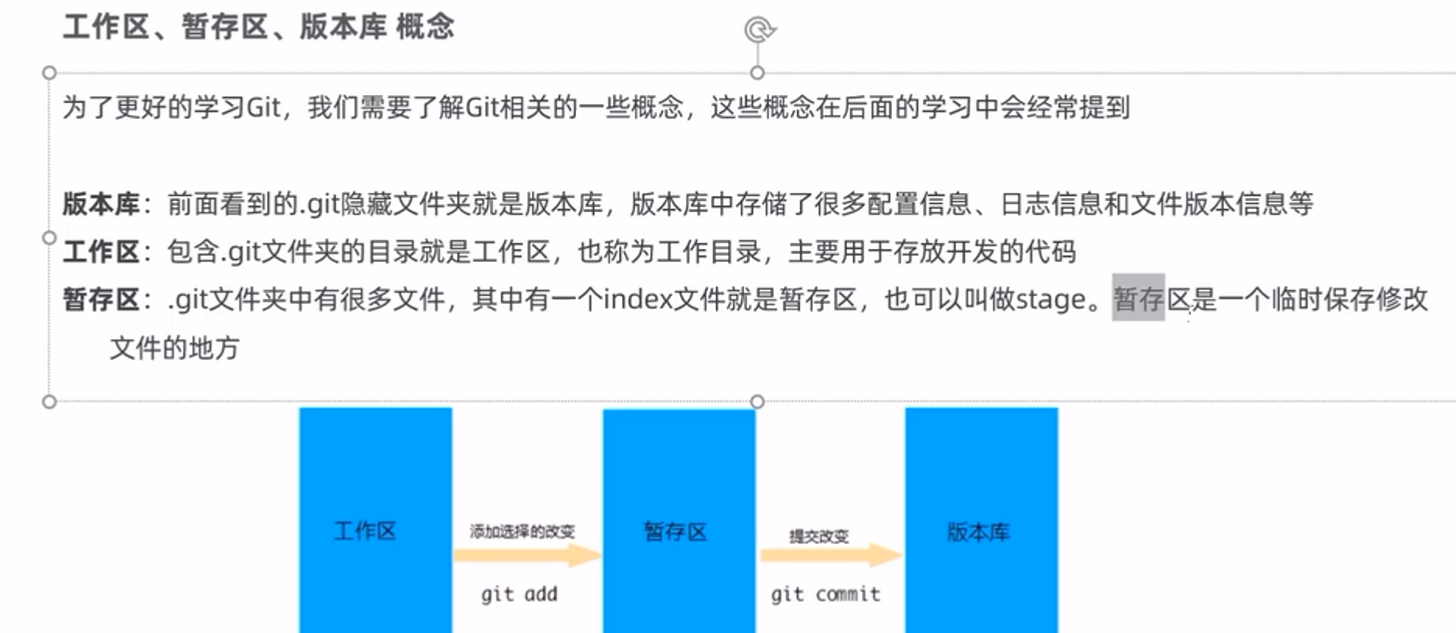 工作区、暂存区、版本库 概念
为了更好的学习Git，我们需要了解Git相关的一些概念，这些概念在后面的学习中会经常提到
版本库：前面看到的.git隐藏文件夹就是版本库，版本库中存储了很多配置信息、日志信息和文件版本信息等
工作区：包含.git文件夹的目录就是工作区，也称为工作目录，主要用于存放开发的代码
暂存区：.git文件夹中有很多文件，其中有一个index文件就是暂存区，也可以叫做stage。暂存区是一个临时保存修改
文件的地方
工作区
添加选择的改变
git add
暂存区
提交改变
git commit
版本库